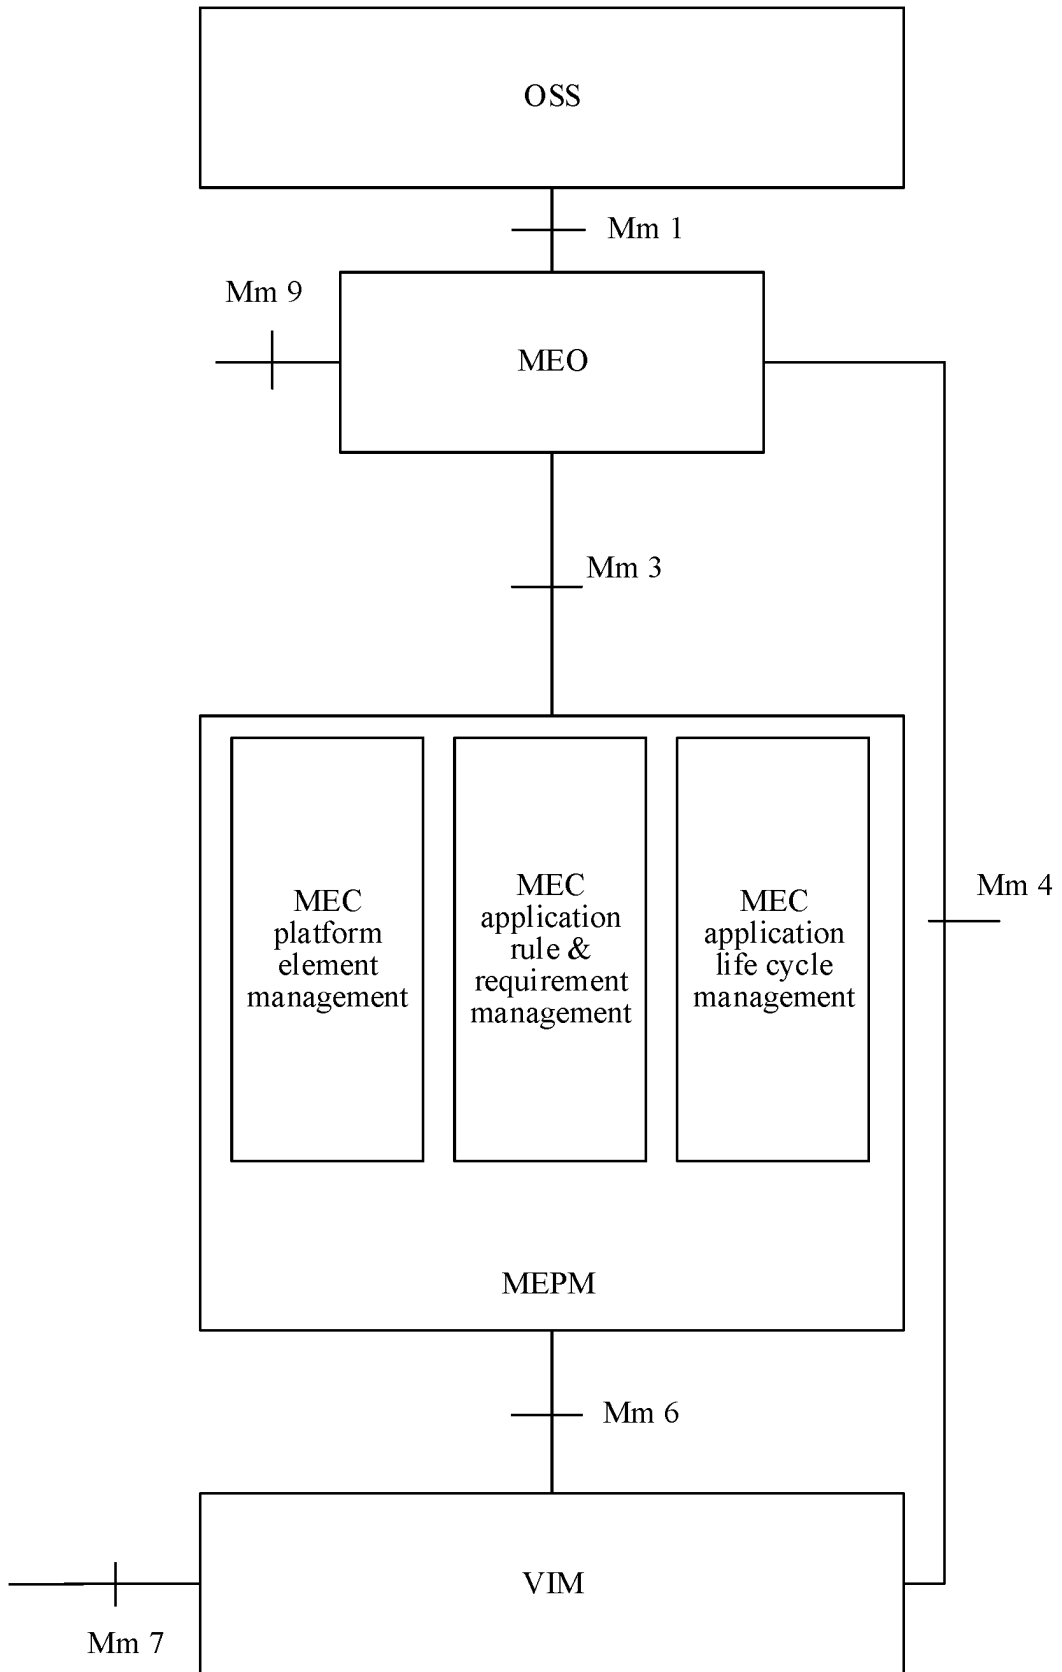 OSS
Mm 1
Mm 9
MEO
Mm 3
MEC
platform
element
management
MEC
application
rule &
requirement
management
MEC
application
life cycle
management
Mm 4
MEPM
Mm 6
VIM
Mm 7